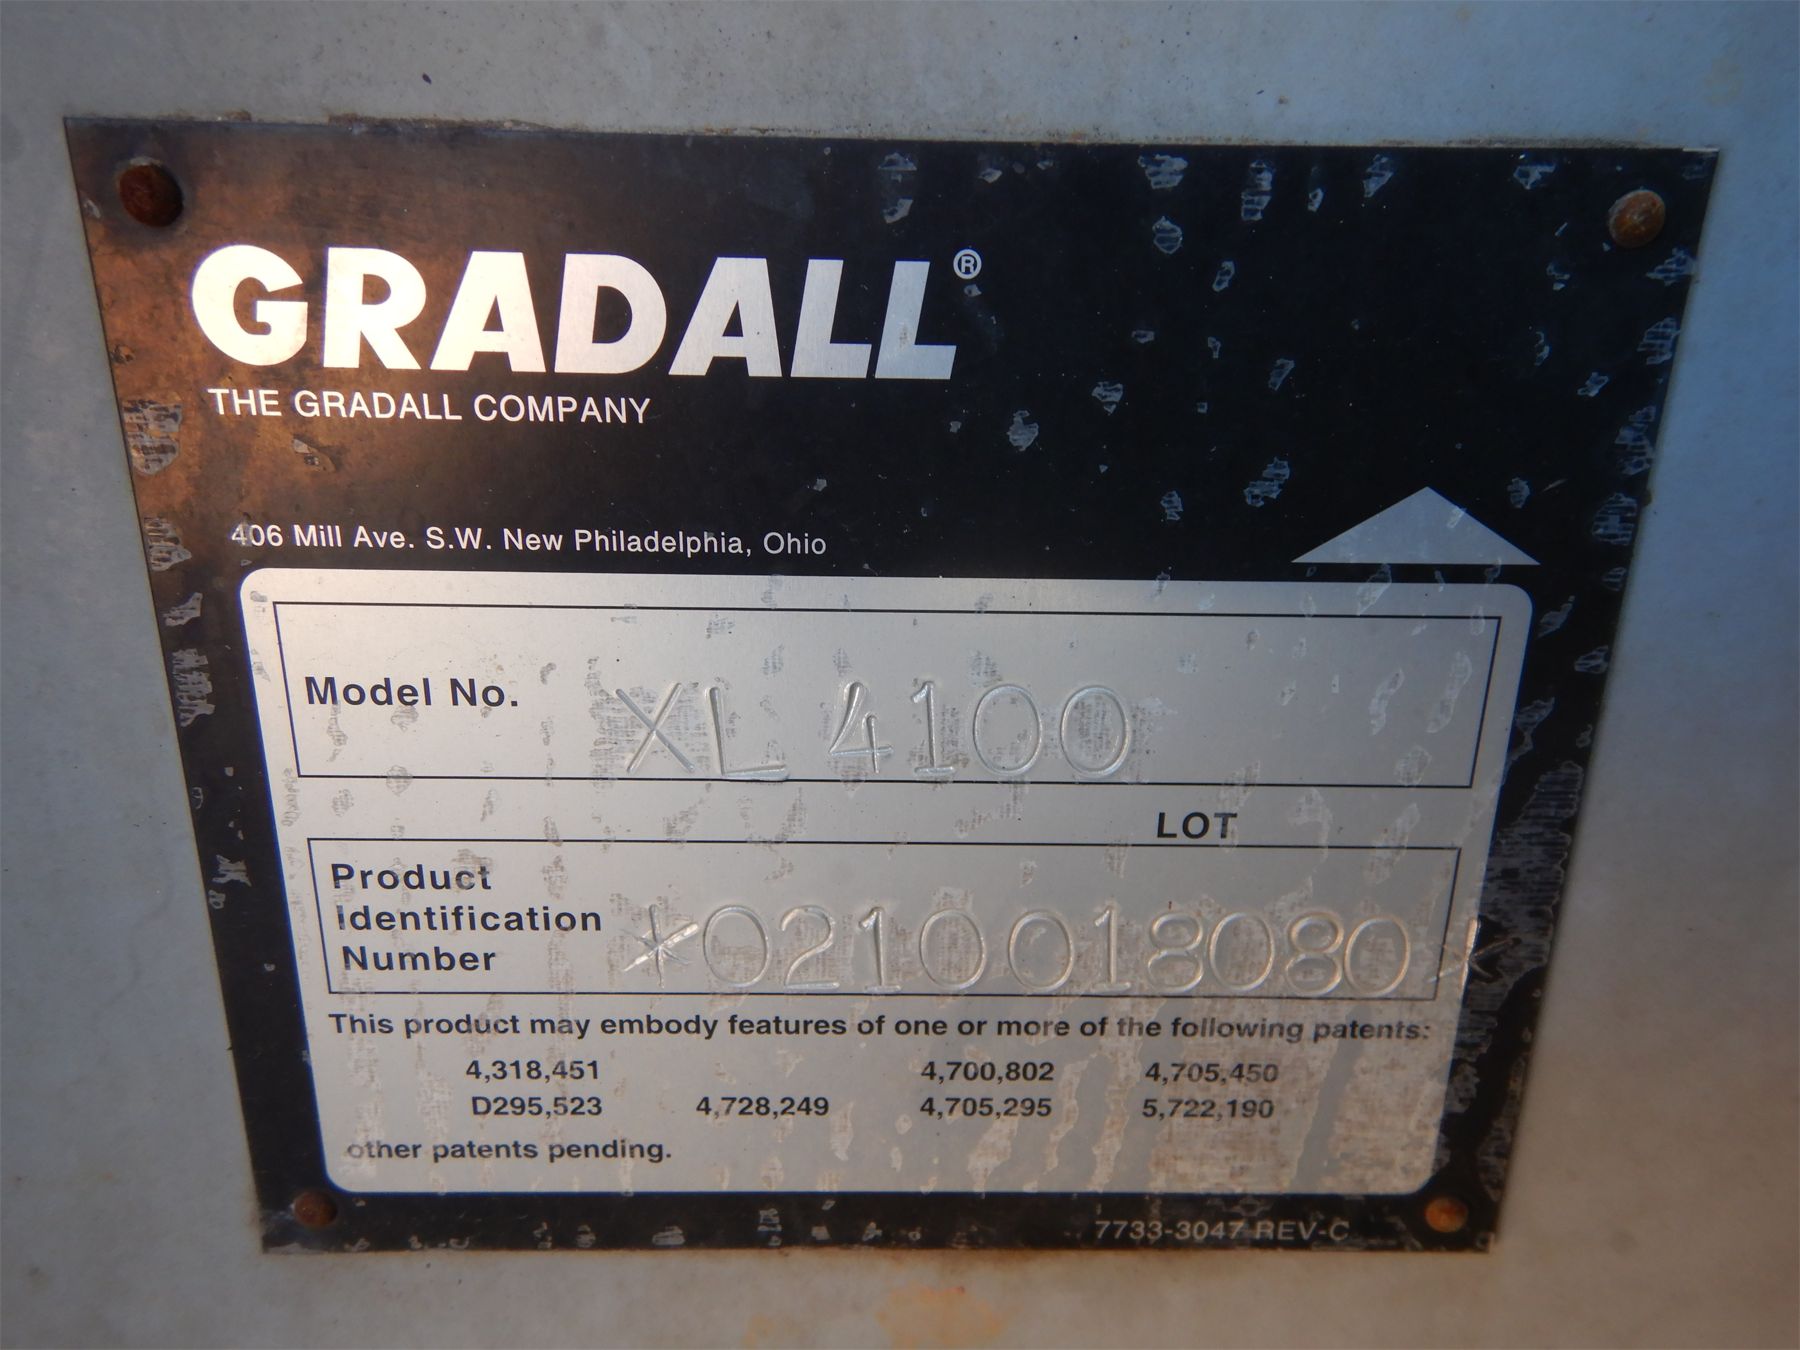 GRADALL®
THE GRADALL COMPANY
406 Mill Ave. S.W. New Philadelphia, Ohio
Model No. XL 4100
LOT
Product
Identification
Number *0210018080*
This product may embody features of one or more of the following patents:
4,318,451 4,700,802 4,705,450
D295,523 4,728,249 4,705,295 5,722,190
other patents pending.
7733-3047 REV-C